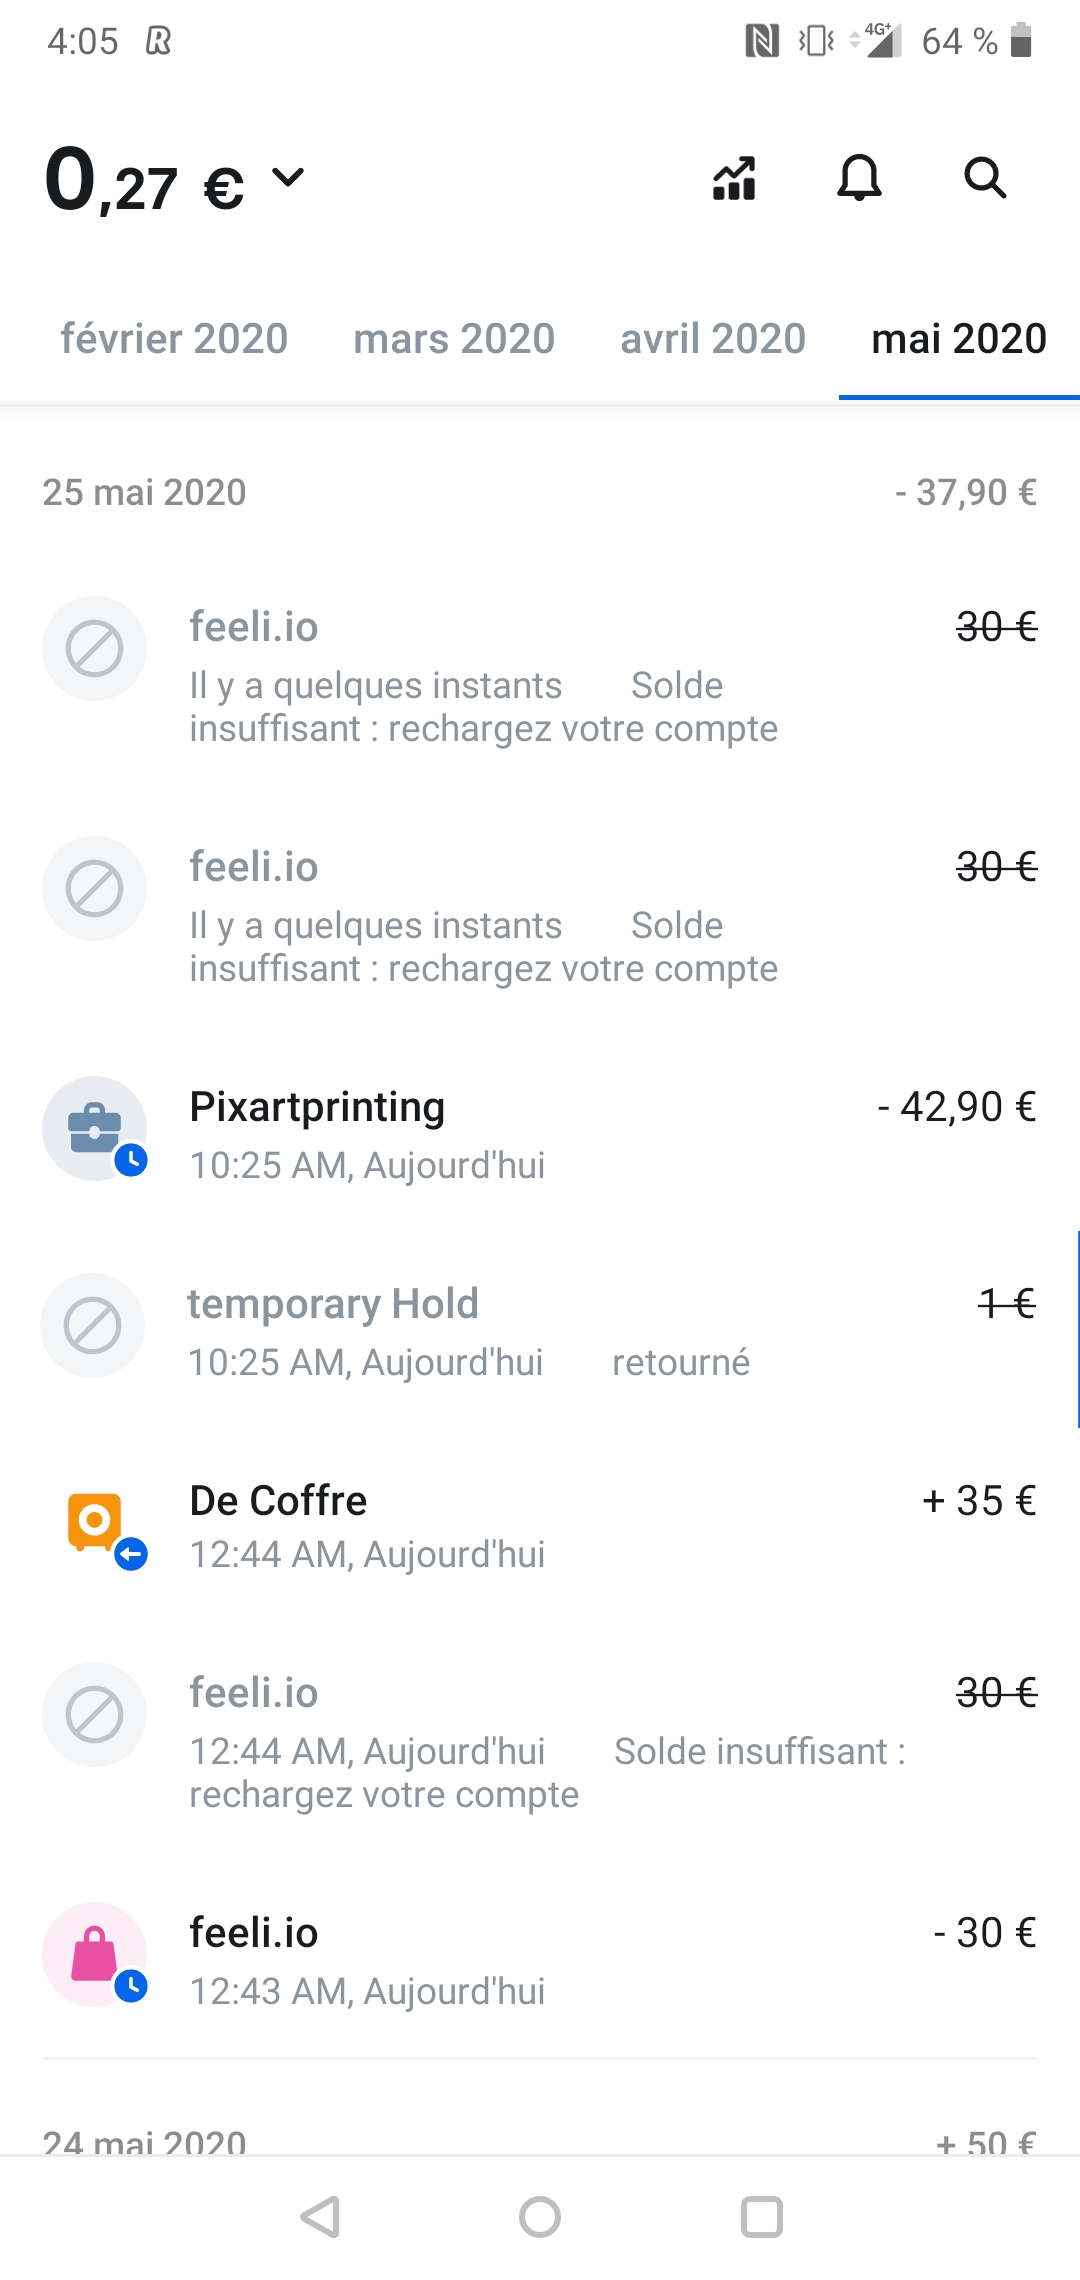 4:05 R 4G+ 64 %
0,27 €
février 2020 mars 2020 avril 2020 mai 2020
25 mai 2020 - 37,90 €
feeli.io 30 €
Il y a quelques instants Solde
insuffisant : rechargez votre compte
feeli.io 30 €
Il y a quelques instants Solde
insuffisant : rechargez votre compte
Pixartprinting - 42,90 €
10:25 AM, Aujourd'hui
temporary Hold 1 €
10:25 AM, Aujourd'hui retourné
De Coffre + 35 €
12:44 AM, Aujourd'hui
feeli.io 30 €
12:44 AM, Aujourd'hui Solde insuffisant :
rechargez votre compte
feeli.io - 30 €
12:43 AM, Aujourd'hui
24 mai 2020 + 50 €